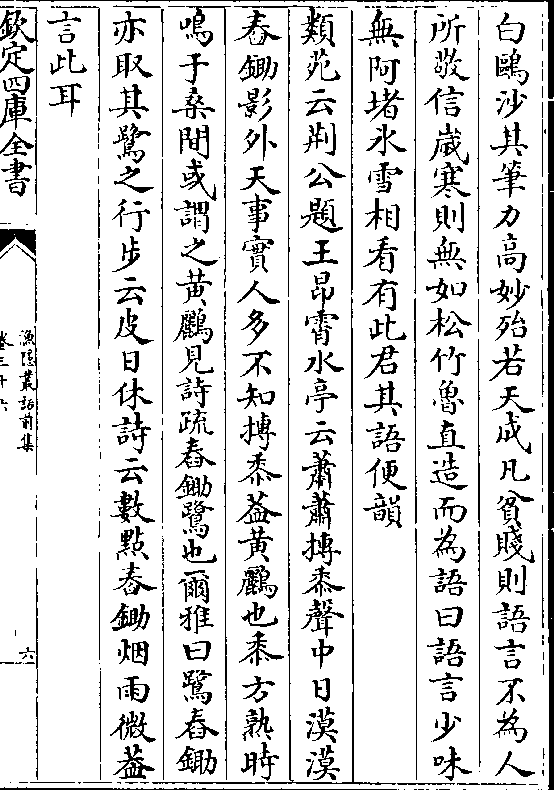 白鷗沙其筆力高妙殆若天成凡貧賤則語言不為人
所敬信歳寒則無如松竹魯直造而為語曰語言少味
無阿堵氷雪相看有此君其語便韻
類苑云荆公題王昂霄水亭云蕭蕭摶黍聲中日漠漠
舂鋤影外天事實人多不知摶黍葢黄鸝也黍方熟時
鳴于桑間或謂之黄鸝見詩疏舂鋤鷺也爾雅曰鷺舂鋤
亦取其鷺之行步云皮日休詩云數點舂鋤烟雨微葢
言此耳
欽定四庫全書
漁隠叢話前集
卷三十六
六